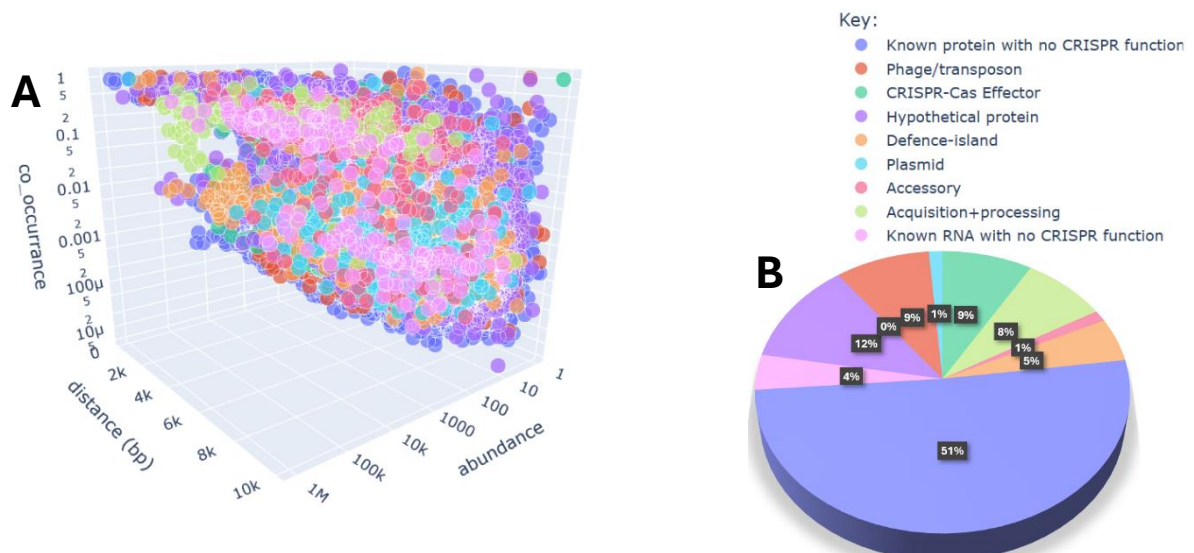 A
1
5
2
0.1
5
2
0.01
5
2
0.001
5
2
100µ
5
2
10µ
5
0
co_occurrance
2k
4k
6k
8k
10k
distance (bp)
1M
100k
10k
1000
100
10
1
abundance
Key:
Known protein with no CRISPR function
Phage/transposon
CRISPR-Cas Effector
Hypothetical protein
Defence-island
Plasmid
Accessory
Acquisition+processing
Known RNA with no CRISPR function
B
9%
1%
9%
0%
8%
12%
1%
5%
4%
51%